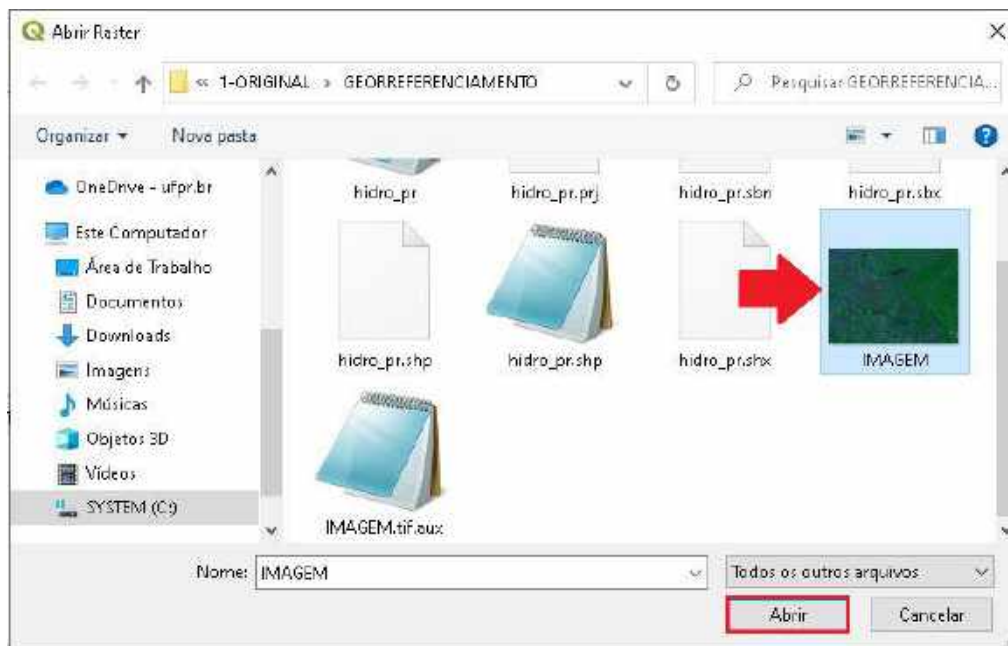 Abrir Raster
« 1-ORIGINAL › GEORREFERENCIAMENTO
Pesquisar GEORREFERENCIA...
Organizar
Nova pasta
OneDrive - ufpr.br
Este Computador
Área de Trabalho
Documentos
Downloads
Imagens
Músicas
Objetos 3D
Vídeos
SYSTEM (C:)
hidro_pr
hidro_pr.prj
hidro_pr.sbn
hidro_pr.sbx
hidro_pr.shp
hidro_pr.shp
hidro_pr.shx
IMAGEM
IMAGEM.tif.aux
Nome: IMAGEM
Todos os outros arquivos
Abrir
Cancelar